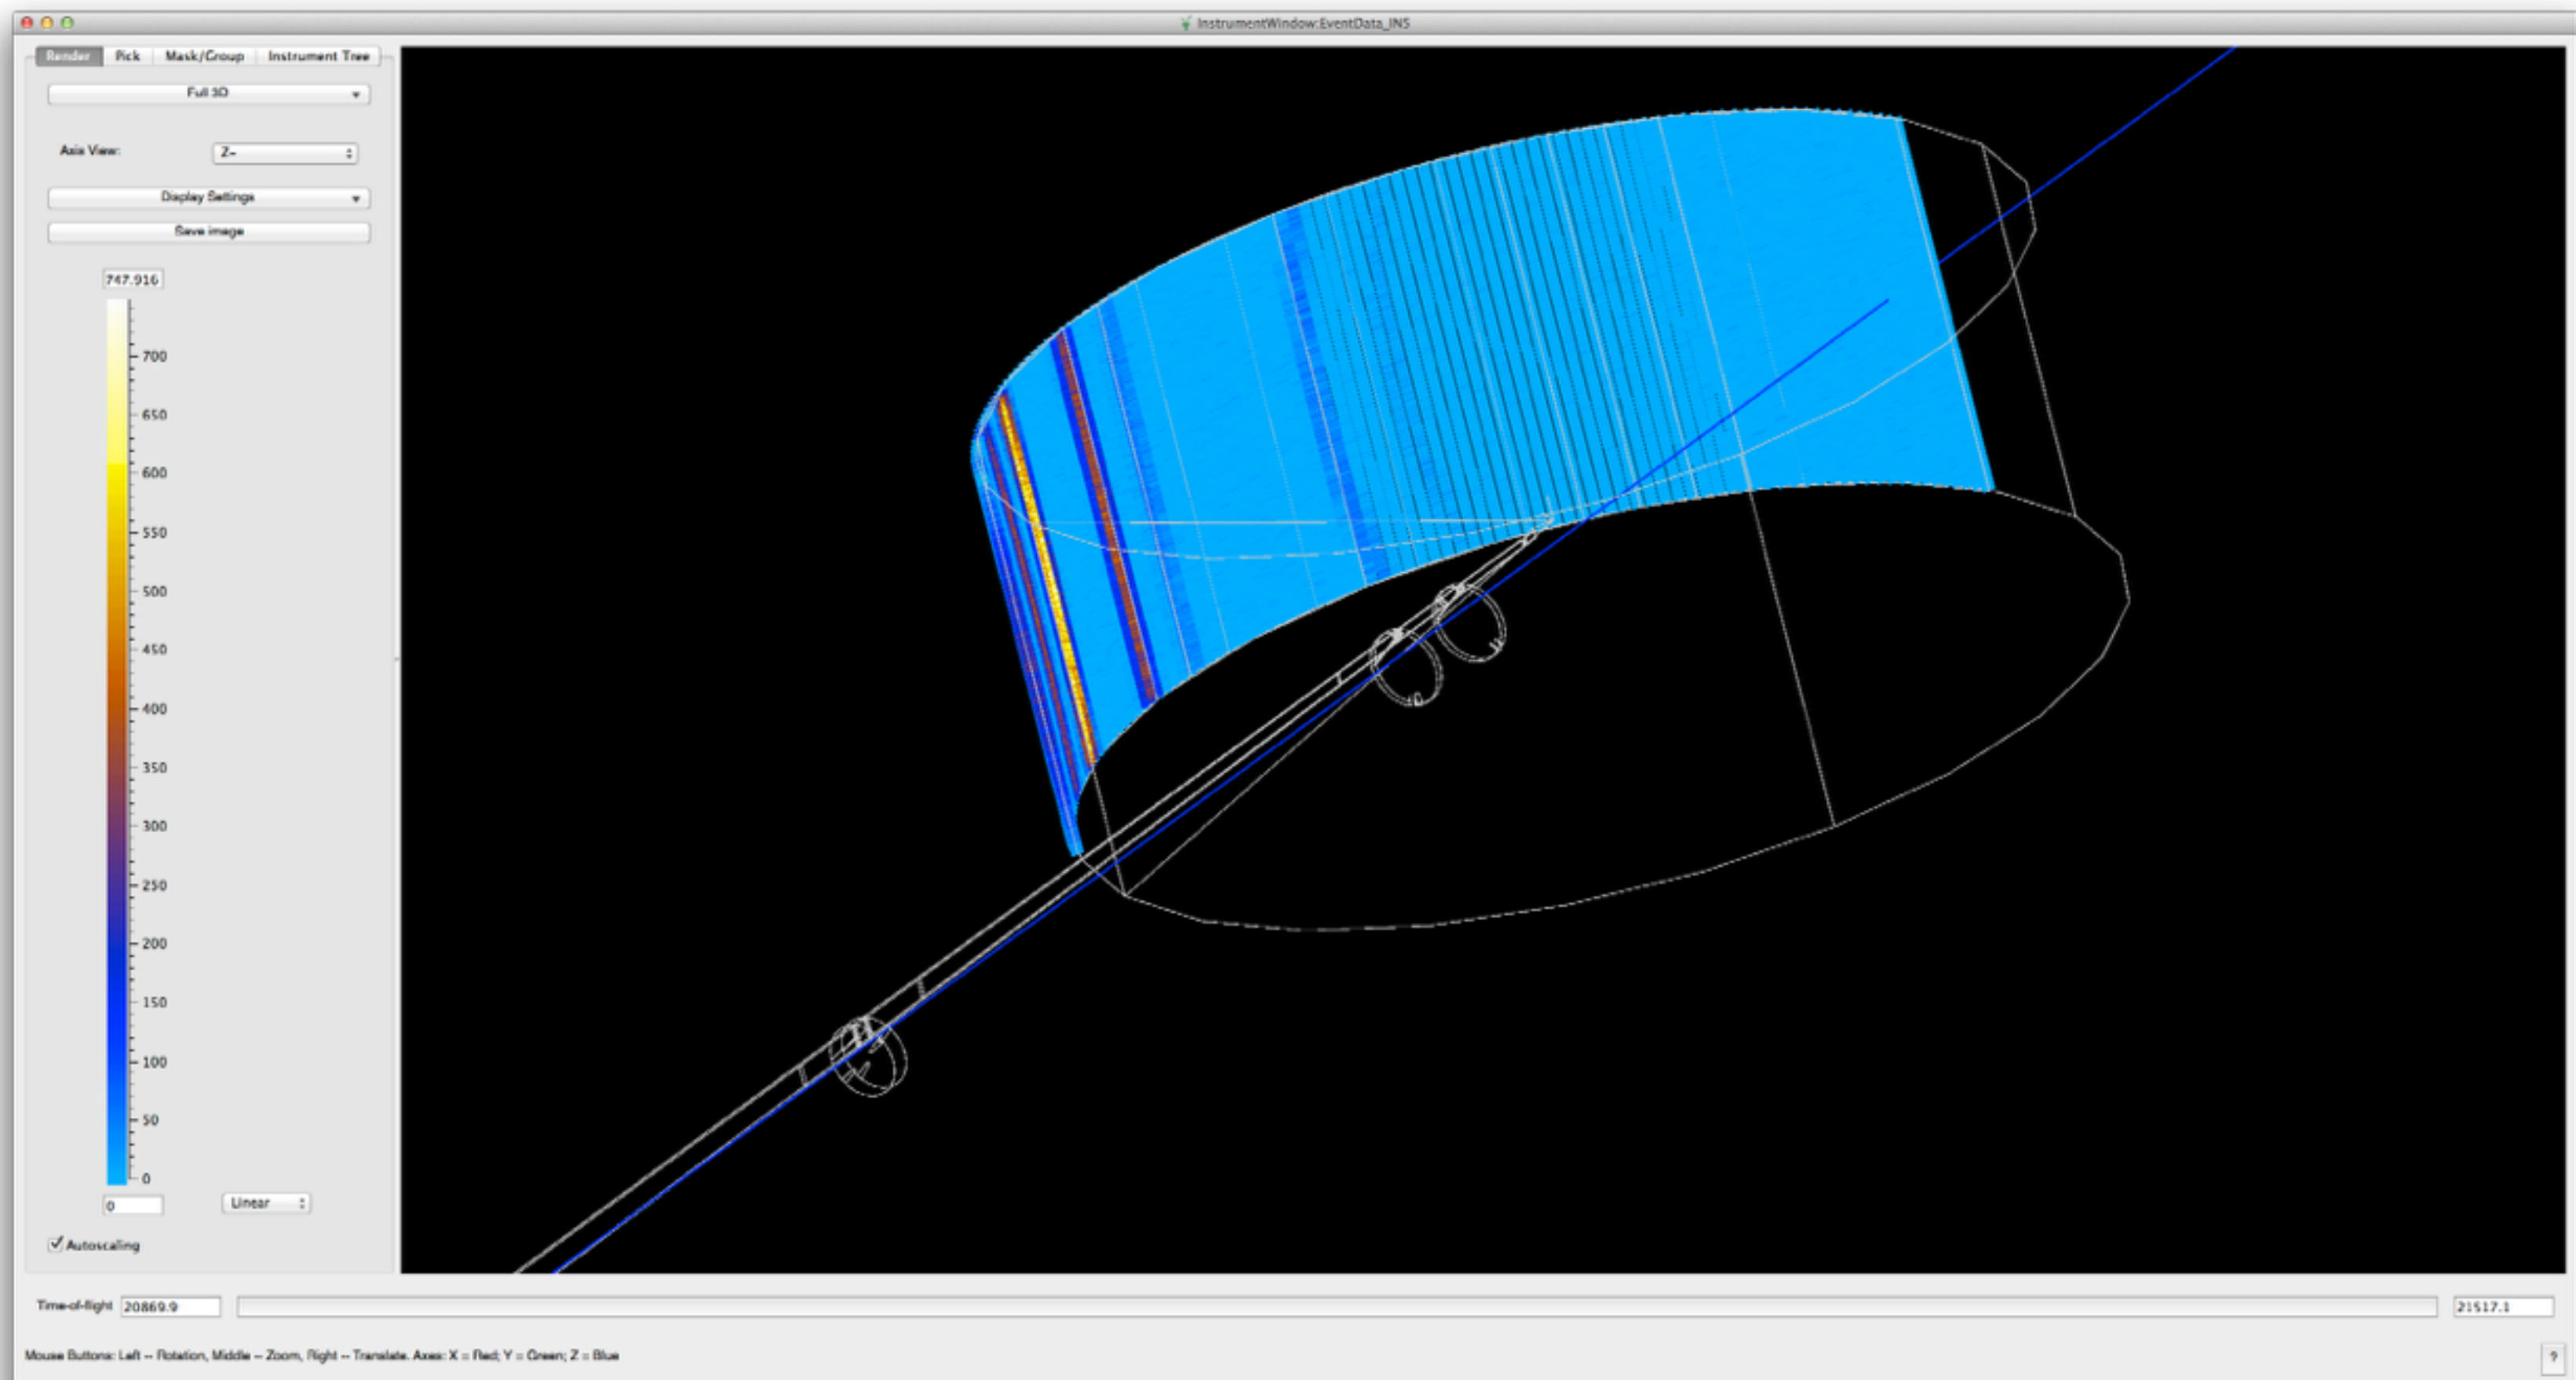 InstrumentWindow:EventData_INS
Render Pick Mask/Group Instrument Tree
Full 3D
Axis View: Z-
Display Settings
Save image
747.916
700
650
600
550
500
450
400
350
300
250
200
150
100
50
0
0 Linear
Autoscaling
Time-of-flight 20869.9 21517.1
Mouse Buttons: Left -- Rotation, Middle -- Zoom, Right -- Translate. Axes: X = Red; Y = Green; Z = Blue ?